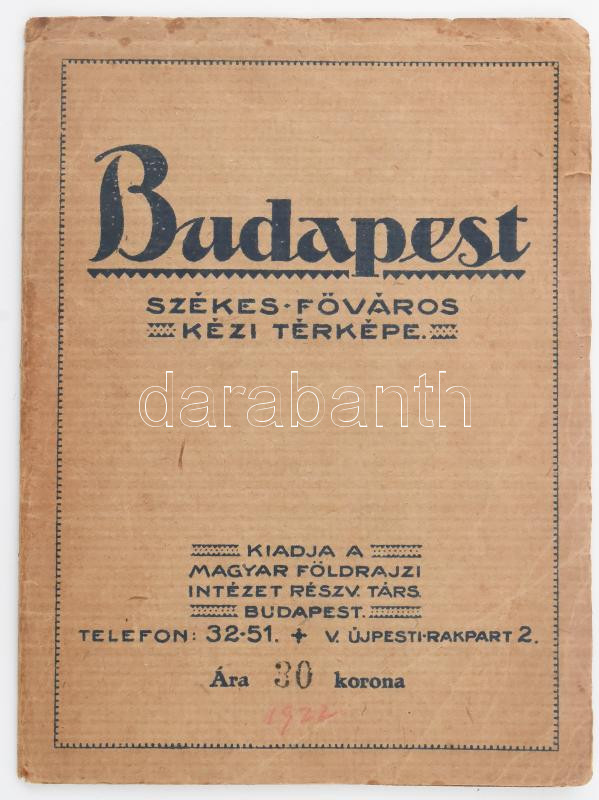 Budapest
SZÉKES-FŐVÁROS
KÉZI TÉRKÉPE.
darabanth
KIADJA A
MAGYAR FÖLDRAJZI
INTÉZET RÉSZV. TÁRS.
BUDAPEST.
TELEFON: 32-51. + V. ÚJPESTI-RAKPART 2.
Ára 30 korona
1922